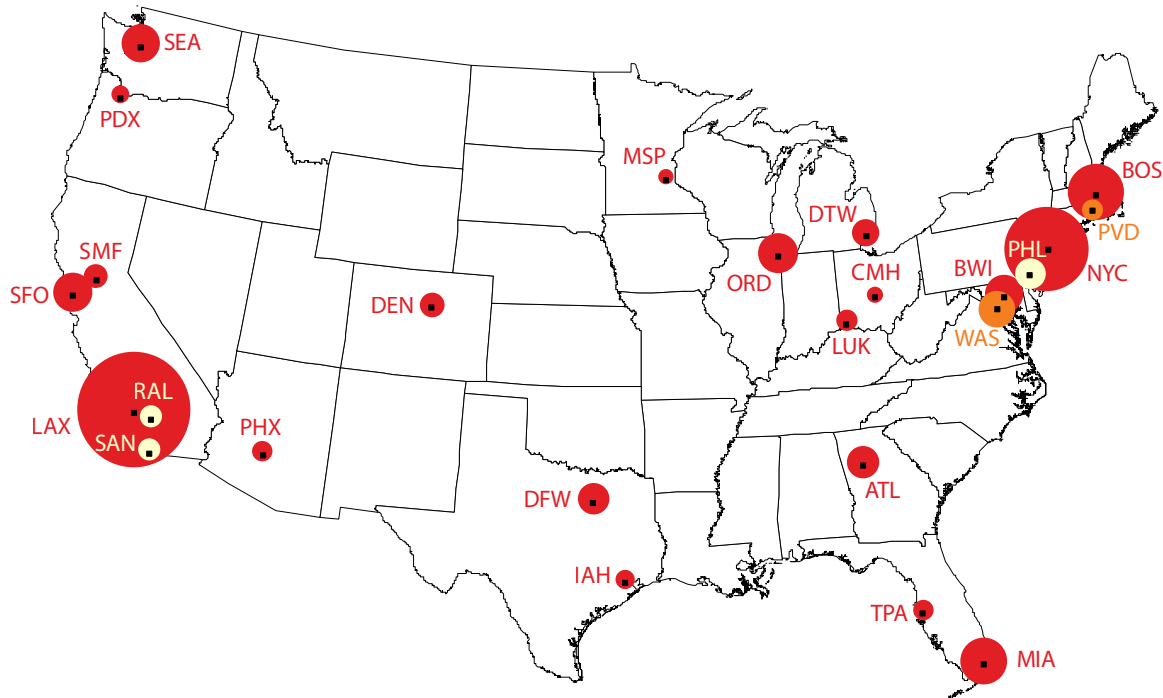 SEA
PDX
MSP
BOS
DTW
PVD
SMF
PHL
SFO
ORD
CMH
BWI
NYC
DEN
LUK
WAS
RAL
LAX
SAN
PHX
DFW
ATL
IAH
TPA
MIA